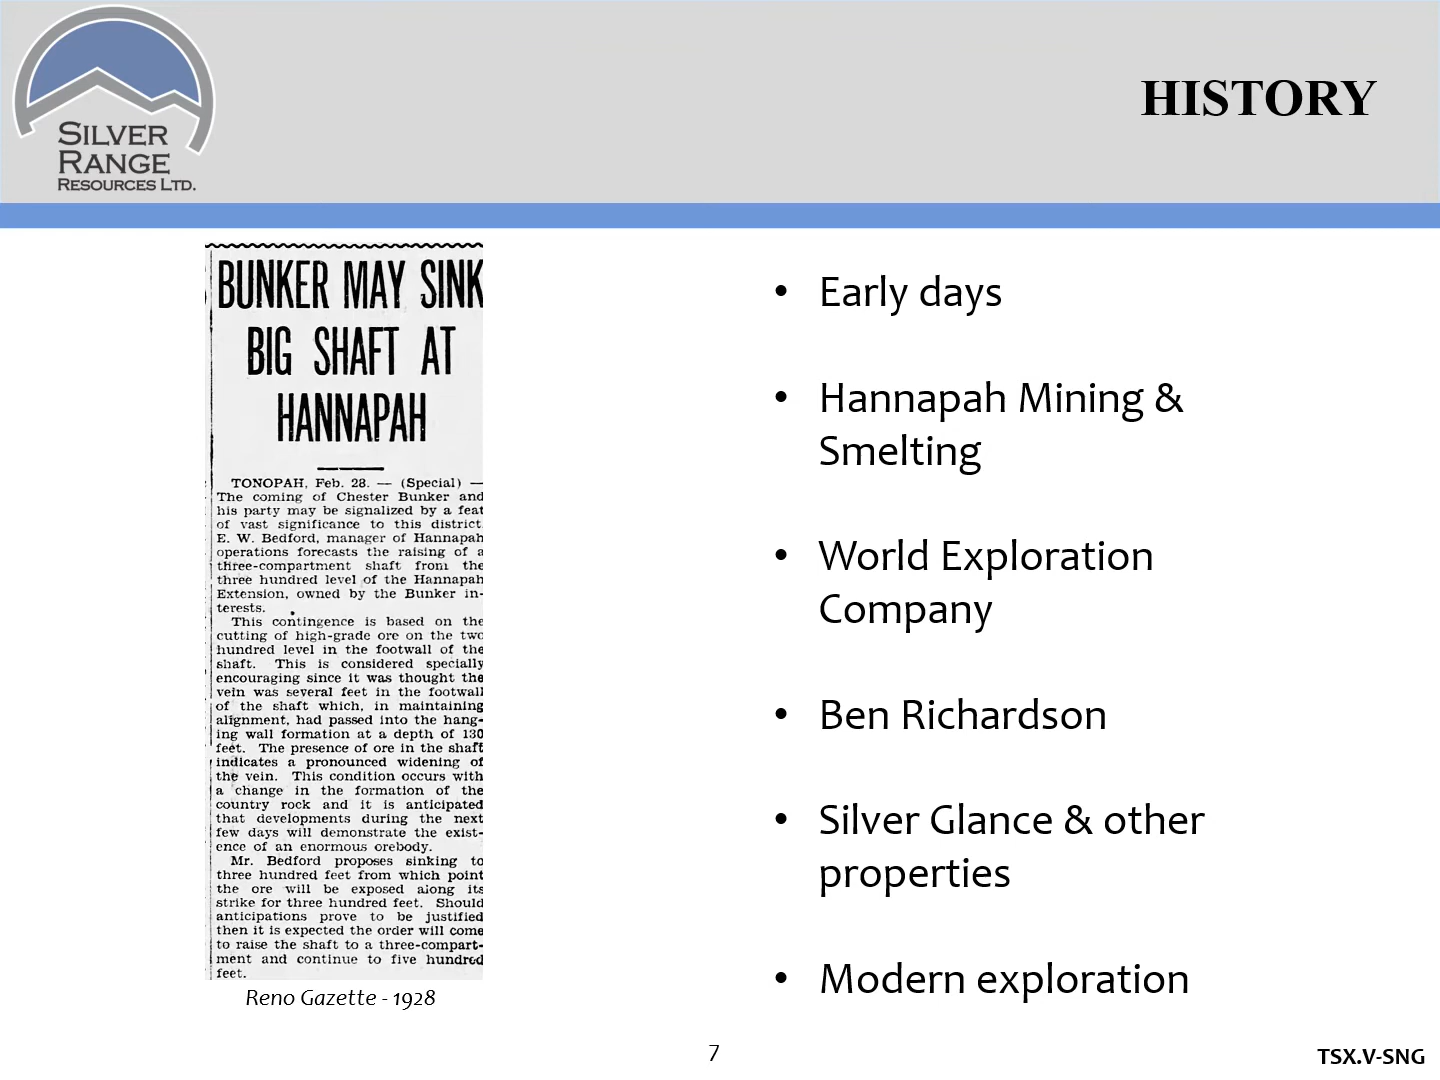 SILVER
RANGE
RESOURCES LTD.
HISTORY
BUNKER MAY SINK
BIG SHAFT AT
HANNAPAH
TONOPAH, Feb. 28. — (Special) —
The coming of Chester Bunker and
his party may be signalized by a feat
of vast significance to this district.
E. W. Bedford, manager of Hannapah
operations forecasts the raising of a
three-compartment shaft from the
three hundred level of the Hannapah
Extension, owned by the Bunker in-
terests.
This contingence is based on the
cutting of high-grade ore on the two
hundred level in the footwall of the
shaft. This is considered specially
encouraging since it was thought the
vein was several feet in the footwall
of the shaft which, in maintaining
alignment, had passed into the hang-
ing wall formation at a depth of 130
feet. The presence of ore in the shaft
indicates a pronounced widening of
the vein. This condition occurs with
a change in the formation of the
country rock and it is anticipated
that developments during the next
few days will demonstrate the exist-
ence of an enormous orebody.
Mr. Bedford proposes sinking to
three hundred feet from which point
the ore will be exposed along its
strike for three hundred feet. Should
anticipations prove to be justified
then it is expected the order will come
to raise the shaft to a three-compart-
ment and continue to five hundred
feet.
Reno Gazette - 1928
• Early days
• Hannapah Mining &
Smelting
• World Exploration
Company
• Ben Richardson
• Silver Glance & other
properties
• Modern exploration
7
TSX.V-SNG